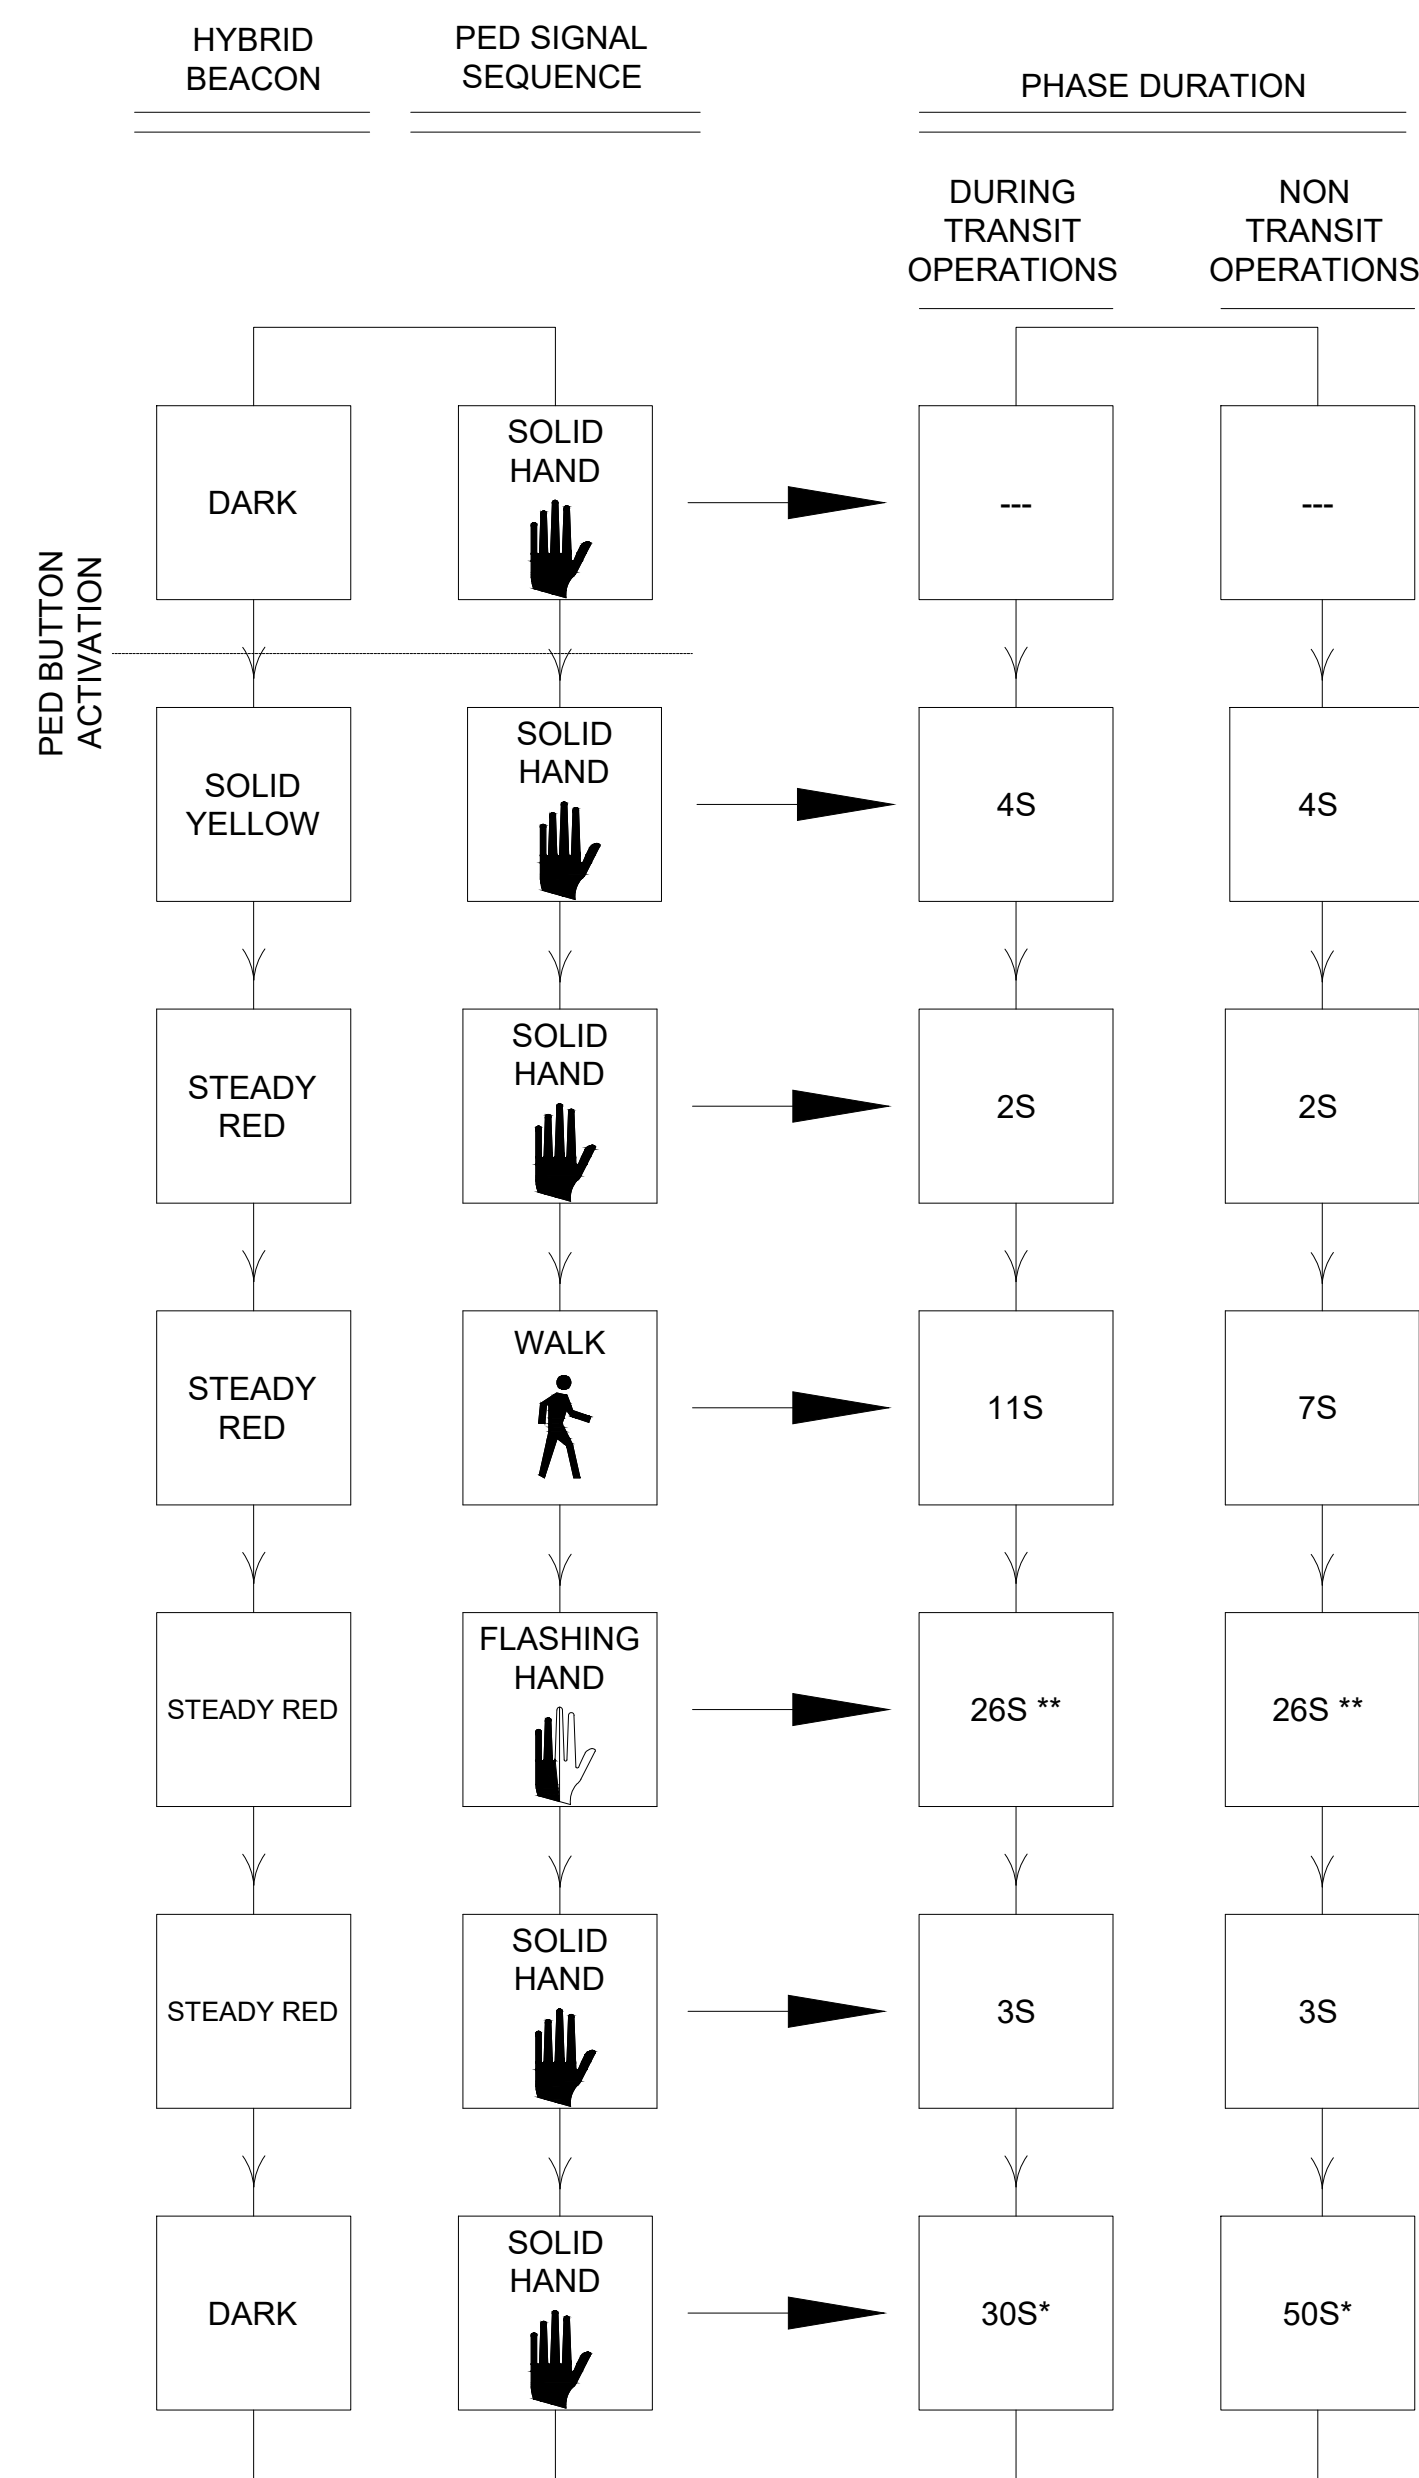 HYBRID
BEACON
PED SIGNAL
SEQUENCE
PHASE DURATION
DURING
TRANSIT
OPERATIONS
NON
TRANSIT
OPERATIONS
PED BUTTON
ACTIVATION
DARK
SOLID
HAND
---
---
SOLID
YELLOW
SOLID
HAND
4S
4S
STEADY
RED
SOLID
HAND
2S
2S
STEADY
RED
WALK
11S
7S
STEADY RED
FLASHING
HAND
26S **
26S **
STEADY RED
SOLID
HAND
3S
3S
DARK
SOLID
HAND
30S*
50S*